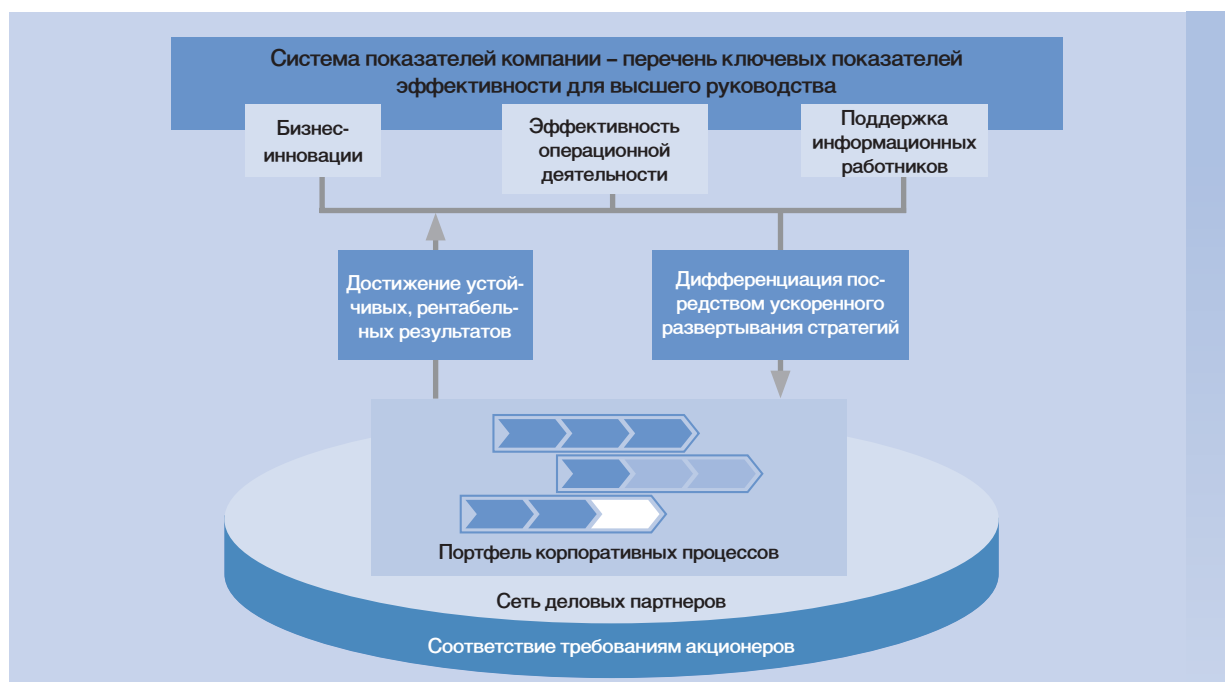 Система показателей компании – перечень ключевых показателей
эффективности для высшего руководства
Бизнес-
инновации
Эффективность
операционной
деятельности
Поддержка
информационных
работников
Достижение устой-
чивых, рентабель-
ных результатов
Дифференциация пос-
редством ускоренного
развертывания стратегий
Портфель корпоративных процессов
Сеть деловых партнеров
Соответствие требованиям акционеров